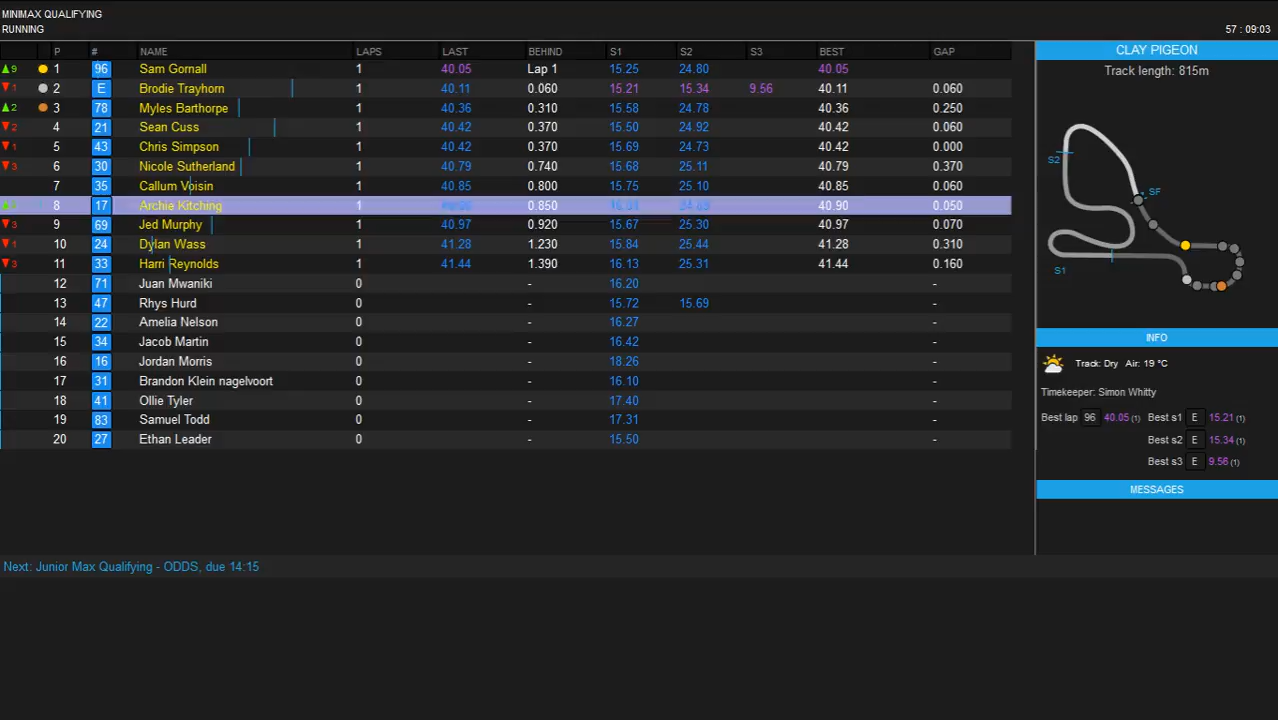 MINIMAX QUALIFYING
RUNNING
57 : 09:03
P # NAME LAPS LAST BEHIND S1 S2 S3 BEST GAP
9 1 96 Sam Gornall 1 40.05 Lap 1 15.25 24.80 40.05
1 2 E Brodie Trayhorn 1 40.11 0.060 15.21 15.34 9.56 40.11 0.060
2 3 78 Myles Barthorpe 1 40.36 0.310 15.58 24.78 40.36 0.250
2 4 21 Sean Cuss 1 40.42 0.370 15.50 24.92 40.42 0.060
1 5 43 Chris Simpson 1 40.42 0.370 15.69 24.73 40.42 0.000
3 6 30 Nicole Sutherland 1 40.79 0.740 15.68 25.11 40.79 0.370
7 35 Callum Voisin 1 40.85 0.800 15.75 25.10 40.85 0.060
8 17 Archie Kitching 1 0.850 40.90 0.050
3 9 69 Jed Murphy 1 40.97 0.920 15.67 25.30 40.97 0.070
1 10 24 Dylan Wass 1 41.28 1.230 15.84 25.44 41.28 0.310
3 11 33 Harri Reynolds 1 41.44 1.390 16.13 25.31 41.44 0.160
12 71 Juan Mwaniki 0 - 16.20 -
13 47 Rhys Hurd 0 - 15.72 15.69 -
14 22 Amelia Nelson 0 - 16.27 -
15 34 Jacob Martin 0 - 16.42 -
16 16 Jordan Morris 0 - 18.26 -
17 31 Brandon Klein nagelvoort 0 - 16.10 -
18 41 Ollie Tyler 0 - 17.40 -
19 83 Samuel Todd 0 - 17.31 -
20 27 Ethan Leader 0 - 15.50 -
CLAY PIGEON
Track length: 815m
S2
SF
S1
INFO
Track: Dry Air: 19 °C
Timekeeper: Simon Whitty
Best lap 96 40.05 (1) Best s1 E 15.21 (1)
Best s2 E 15.34 (1)
Best s3 E 9.56 (1)
MESSAGES
Next: Junior Max Qualifying - ODDS, due 14:15